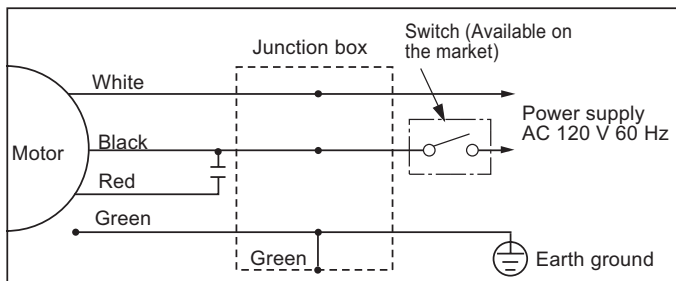 Switch (Available on
the market)
Junction box
White
Power supply
AC 120 V 60 Hz
Motor
Black
Red
Green
Green
Earth ground